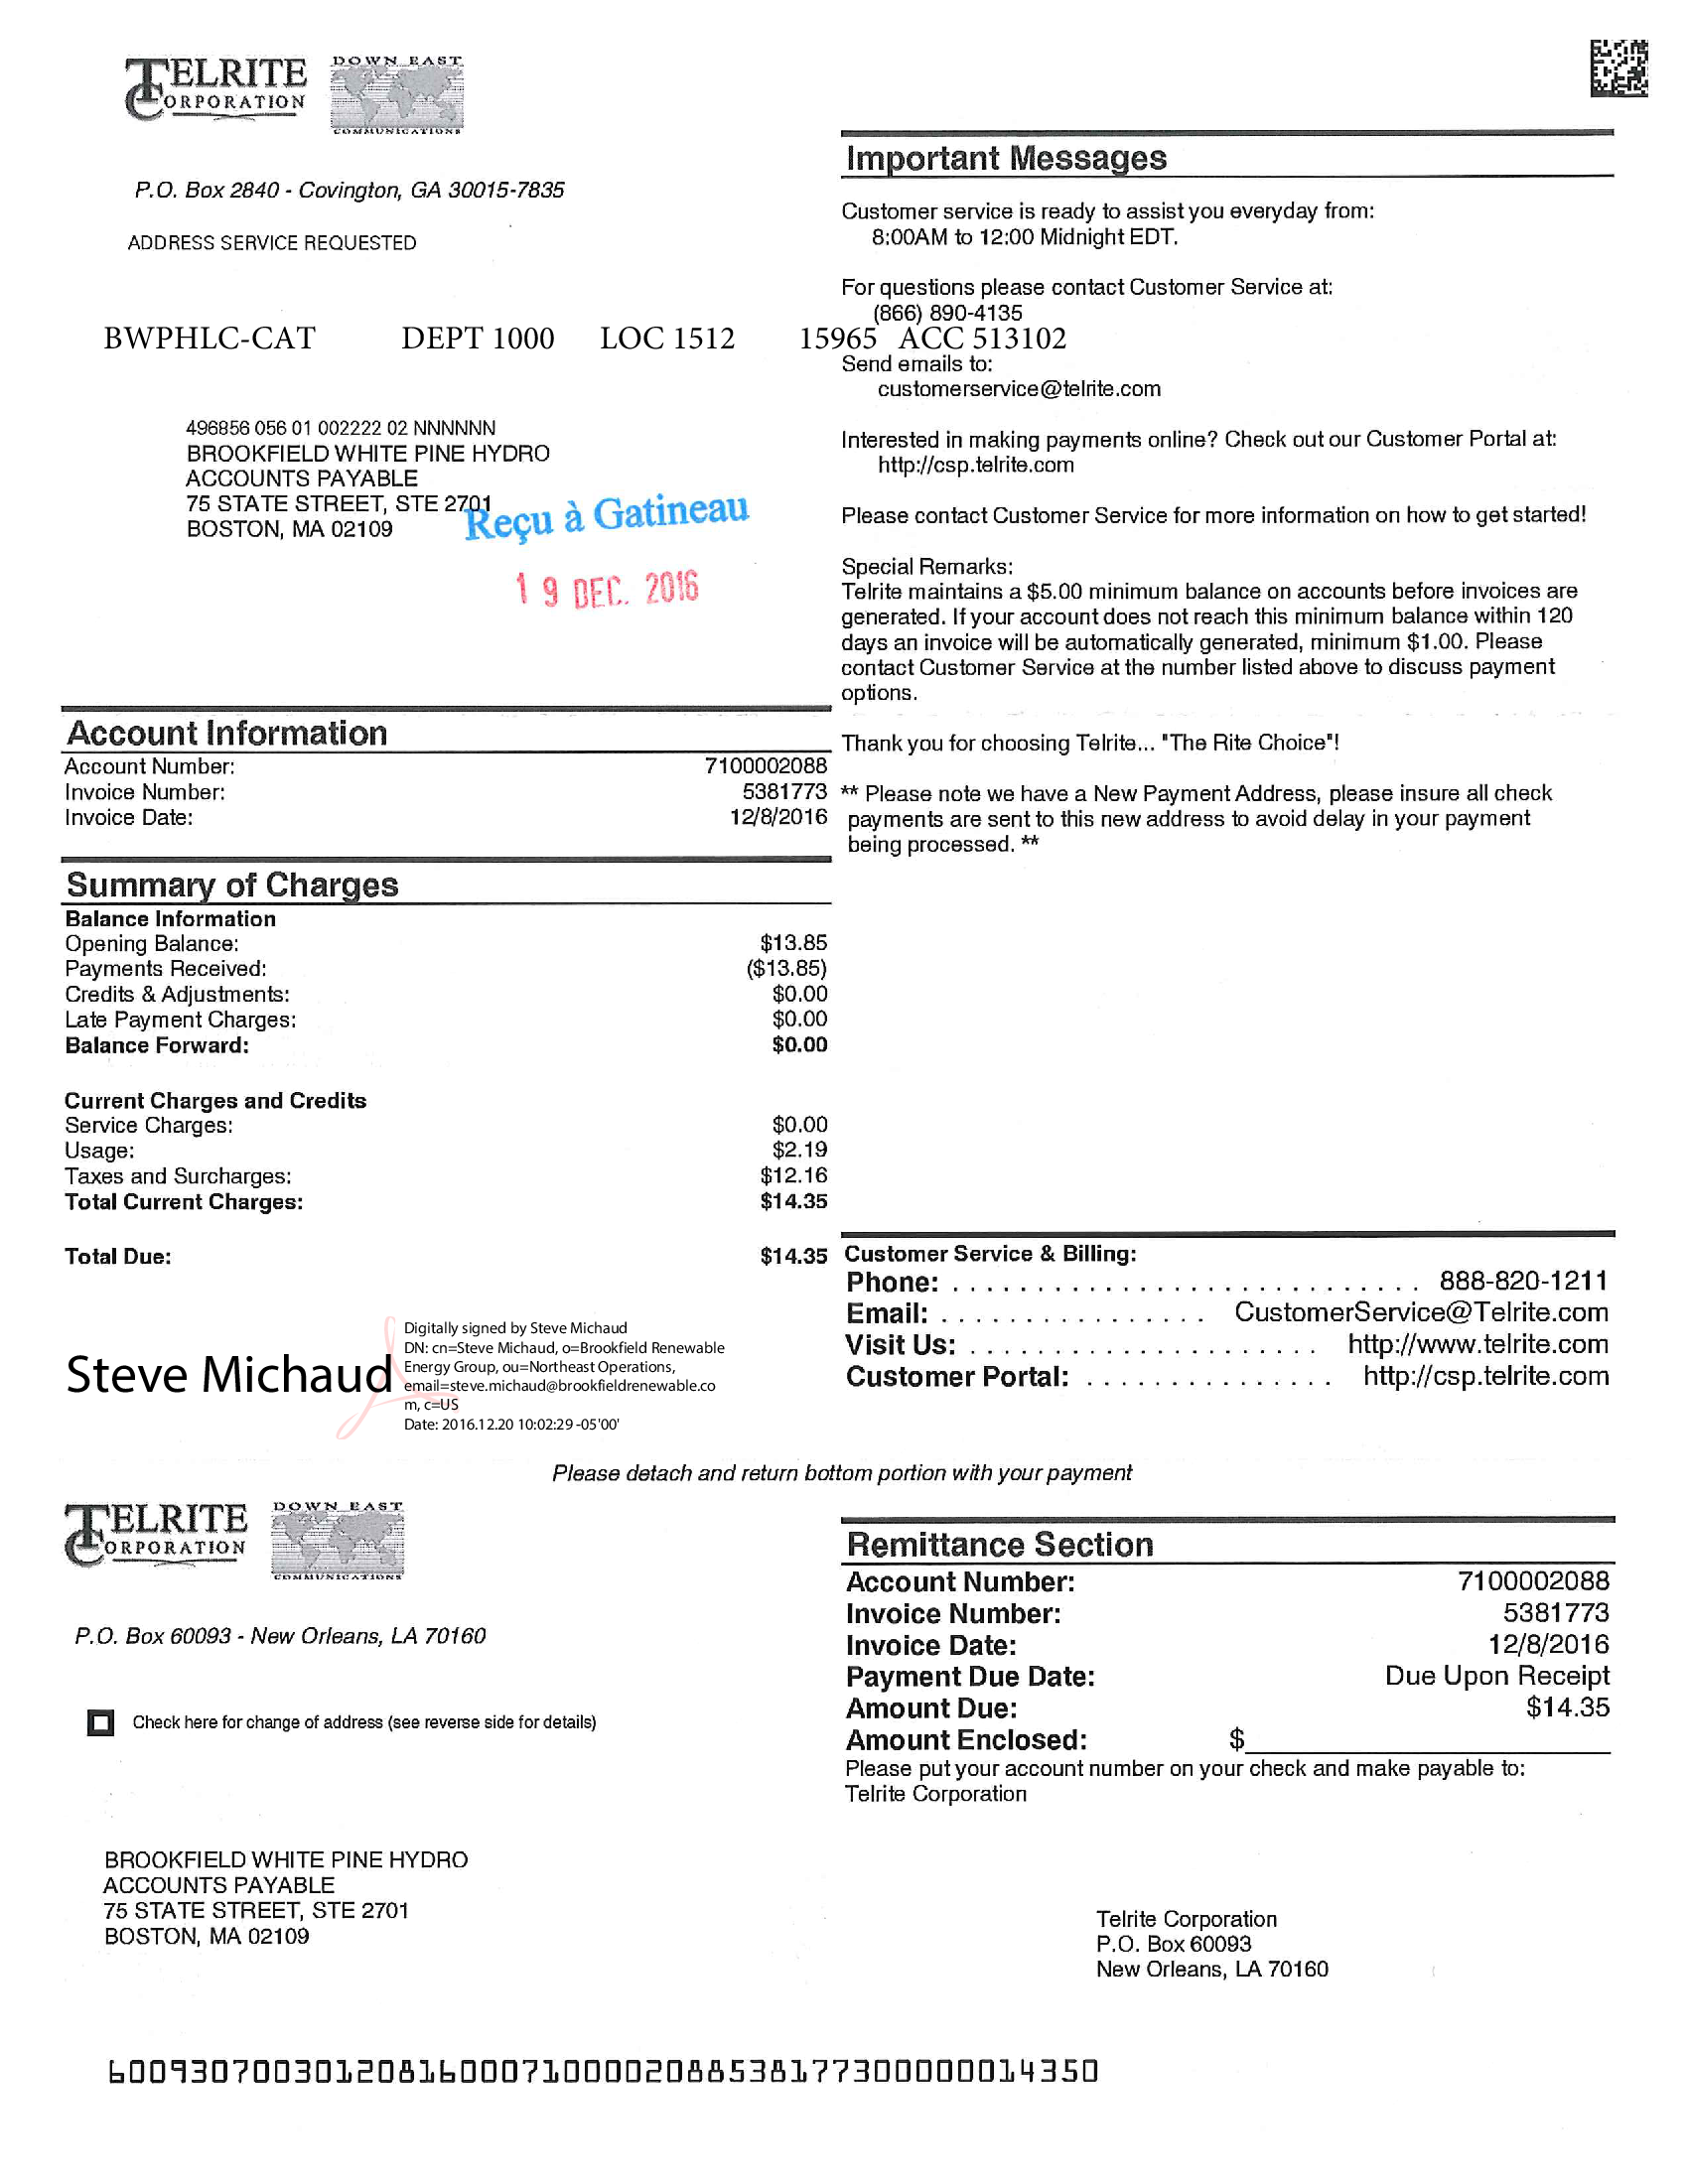 TELRITE
CORPORATION
DOWN EAST
COMMUNICATIONS
P.O. Box 2840 - Covington, GA 30015-7835
ADDRESS SERVICE REQUESTED
BWPHLC-CAT DEPT 1000 LOC 1512 15965 ACC 513102
496856 056 01 002222 02 NNNNNN
BROOKFIELD WHITE PINE HYDRO
ACCOUNTS PAYABLE
75 STATE STREET, STE 2701
BOSTON, MA 02109
Reçu à Gatineau
19 DEC. 2016
Important Messages
Customer service is ready to assist you everyday from:
8:00AM to 12:00 Midnight EDT.
For questions please contact Customer Service at:
(866) 890-4135
Send emails to:
customerservice@telrite.com
Interested in making payments online? Check out our Customer Portal at:
http://csp.telrite.com
Please contact Customer Service for more information on how to get started!
Special Remarks:
Telrite maintains a $5.00 minimum balance on accounts before invoices are
generated. If your account does not reach this minimum balance within 120
days an invoice will be automatically generated, minimum $1.00. Please
contact Customer Service at the number listed above to discuss payment
options.
Thank you for choosing Telrite... "The Rite Choice"!
** Please note we have a New Payment Address, please insure all check
payments are sent to this new address to avoid delay in your payment
being processed. **
Account Information
Account Number: 7100002088
Invoice Number: 5381773
Invoice Date: 12/8/2016
Summary of Charges
Balance Information
Opening Balance: $13.85
Payments Received: ($13.85)
Credits & Adjustments: $0.00
Late Payment Charges: $0.00
Balance Forward: $0.00
Current Charges and Credits
Service Charges: $0.00
Usage: $2.19
Taxes and Surcharges: $12.16
Total Current Charges: $14.35
Total Due: $14.35
Steve Michaud
Digitally signed by Steve Michaud
DN: cn=Steve Michaud, o=Brookfield Renewable
Energy Group, ou=Northeast Operations,
email=steve.michaud@brookfieldrenewable.co
m, c=US
Date: 2016.12.20 10:02:29 -05'00'
Customer Service & Billing:
Phone: . . . . . . . . . . . . . . . . . . . . . . . . . . . . 888-820-1211
Email: . . . . . . . . . . . . . . . . CustomerService@Telrite.com
Visit Us: . . . . . . . . . . . . . . . . . . . . . http://www.telrite.com
Customer Portal: . . . . . . . . . . . . . . . http://csp.telrite.com
Please detach and return bottom portion with your payment
TELRITE
CORPORATION
DOWN EAST
COMMUNICATIONS
P.O. Box 60093 - New Orleans, LA 70160
Check here for change of address (see reverse side for details)
BROOKFIELD WHITE PINE HYDRO
ACCOUNTS PAYABLE
75 STATE STREET, STE 2701
BOSTON, MA 02109
Remittance Section
Account Number: 7100002088
Invoice Number: 5381773
Invoice Date: 12/8/2016
Payment Due Date: Due Upon Receipt
Amount Due: $14.35
Amount Enclosed: $
Please put your account number on your check and make payable to:
Telrite Corporation
Telrite Corporation
P.O. Box 60093
New Orleans, LA 70160
6009307003012081600071000020885381773000000014350